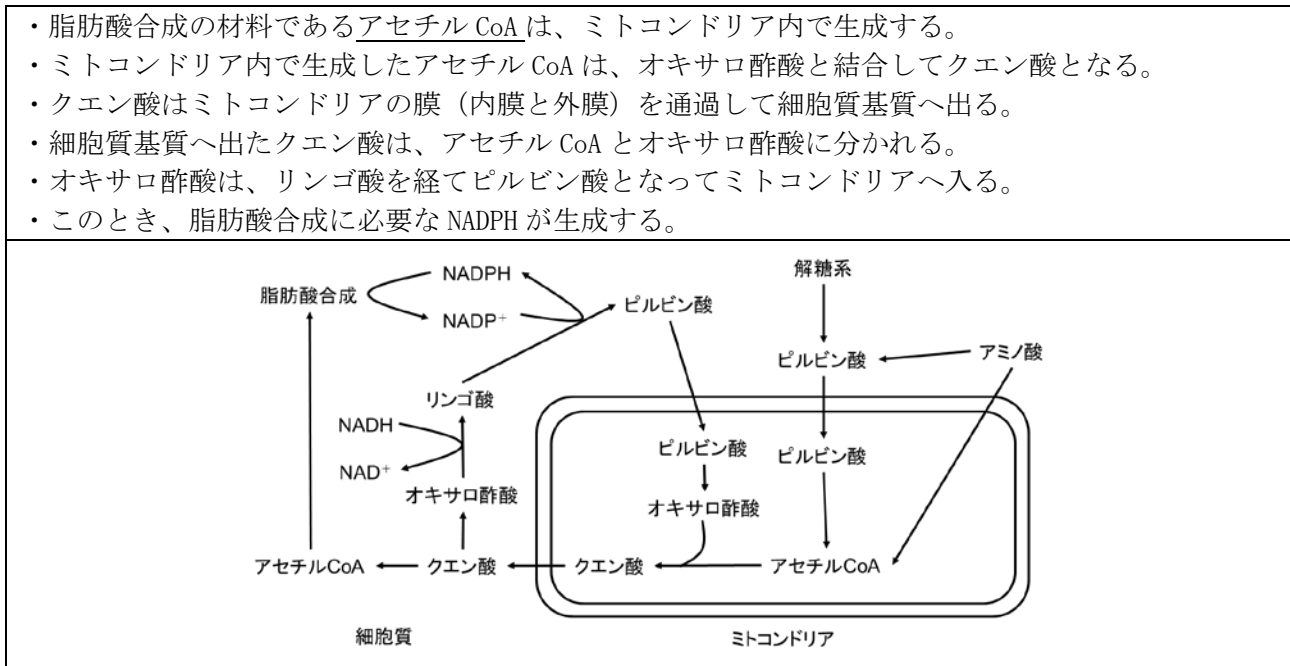 ・脂肪酸合成の材料であるアセチル CoA は、ミトコンドリア内で生成する。
・ミトコンドリア内で生成したアセチル CoA は、オキサロ酢酸と結合してクエン酸となる。
・クエン酸はミトコンドリアの膜（内膜と外膜）を通過して細胞質基質へ出る。
・細胞質基質へ出たクエン酸は、アセチル CoA とオキサロ酢酸に分かれる。
・オキサロ酢酸は、リンゴ酸を経てピルビン酸となってミトコンドリアへ入る。
・このとき、脂肪酸合成に必要な NADPH が生成する。
解糖系
NADPH
脂肪酸合成
ピルビン酸
NADP⁺
ピルビン酸
アミノ酸
リンゴ酸
NADH
ピルビン酸
ピルビン酸
NAD⁺
オキサロ酢酸
オキサロ酢酸
アセチルCoA
クエン酸
クエン酸
アセチルCoA
細胞質
ミトコンドリア